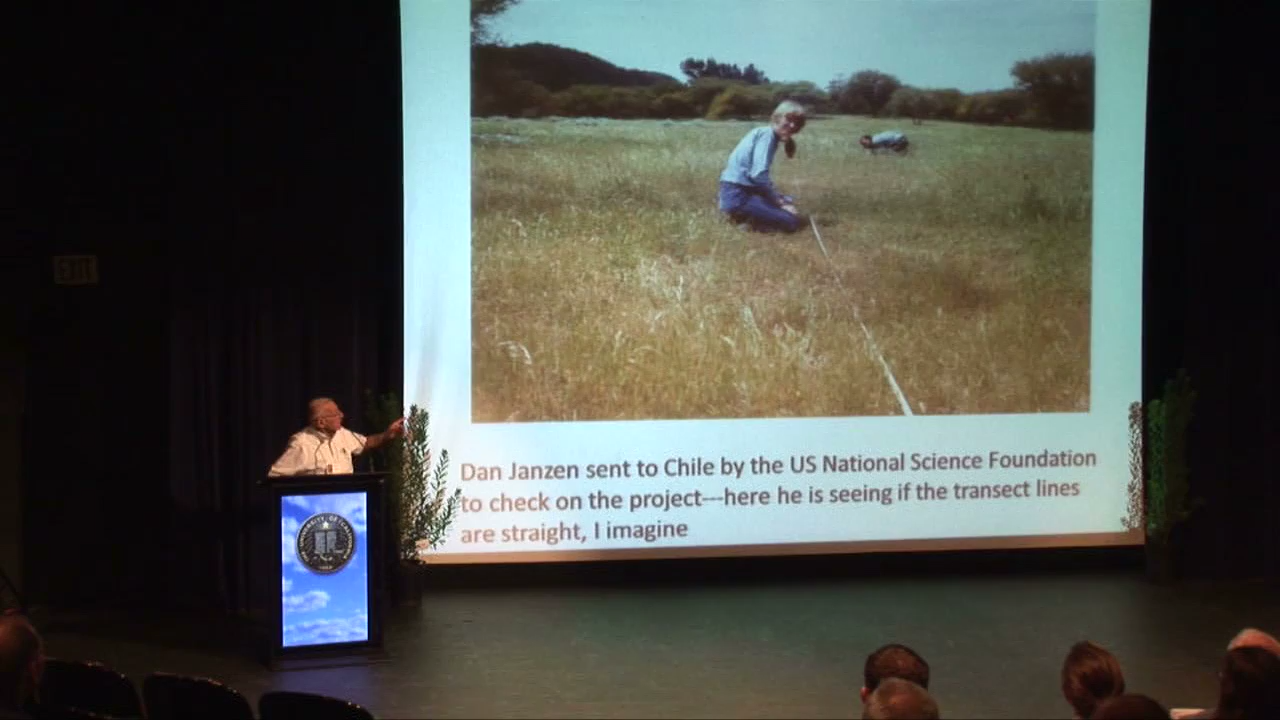 EXIT
Dan Janzen sent to Chile by the US National Science Foundation
to check on the project---here he is seeing if the transect lines
are straight, I imagine